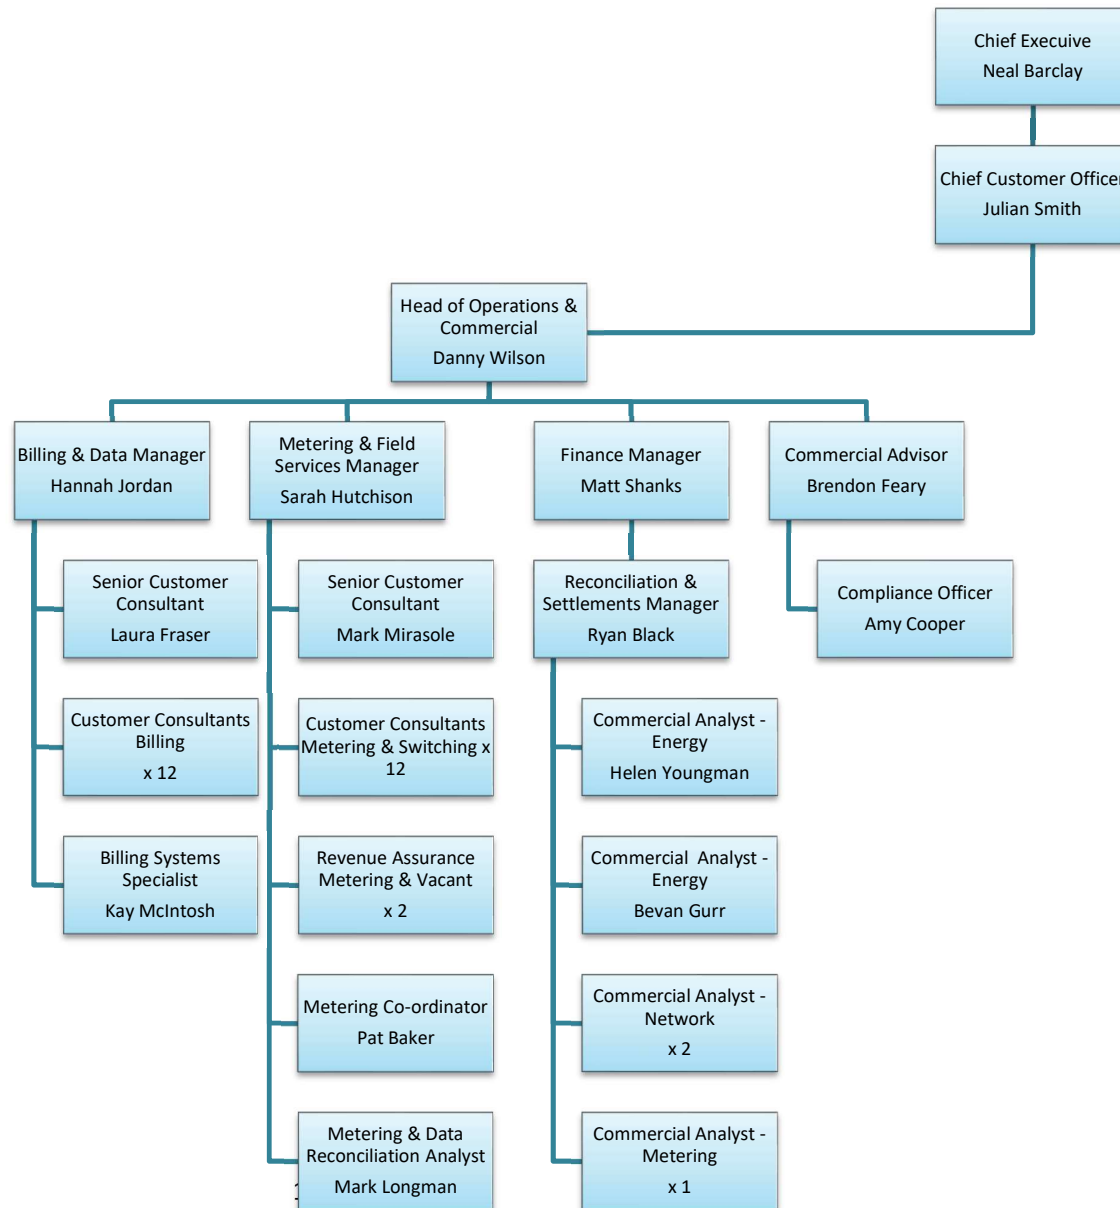 Chief Execuive
Neal Barclay
Chief Customer Officer
Julian Smith
Head of Operations &
Commercial
Danny Wilson
Billing & Data Manager
Hannah Jordan
Metering & Field
Services Manager
Sarah Hutchison
Finance Manager
Matt Shanks
Commercial Advisor
Brendon Feary
Senior Customer
Consultant
Laura Fraser
Senior Customer
Consultant
Mark Mirasole
Reconciliation &
Settlements Manager
Ryan Black
Compliance Officer
Amy Cooper
Customer Consultants
Billing
x 12
Customer Consultants
Metering & Switching x
12
Commercial Analyst -
Energy
Helen Youngman
Billing Systems
Specialist
Kay McIntosh
Revenue Assurance
Metering & Vacant
x 2
Commercial Analyst -
Energy
Bevan Gurr
Metering Co-ordinator
Pat Baker
Commercial Analyst -
Network
x 2
Metering & Data
Reconciliation Analyst
Mark Longman
Commercial Analyst -
Metering
x 1